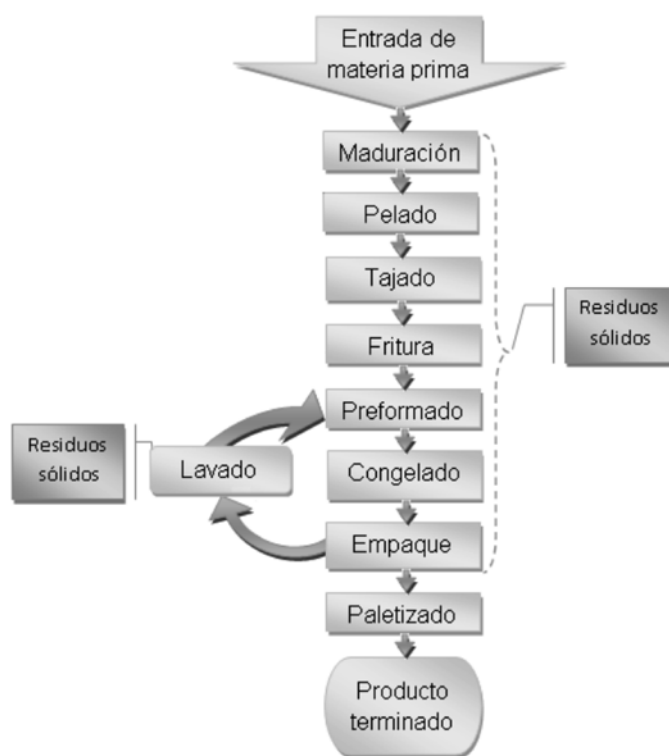 Entrada de
materia prima
Maduración
Pelado
Tajado
Fritura
Residuos
sólidos
Preformado
Residuos
sólidos
Lavado
Congelado
Empaque
Paletizado
Producto
terminado